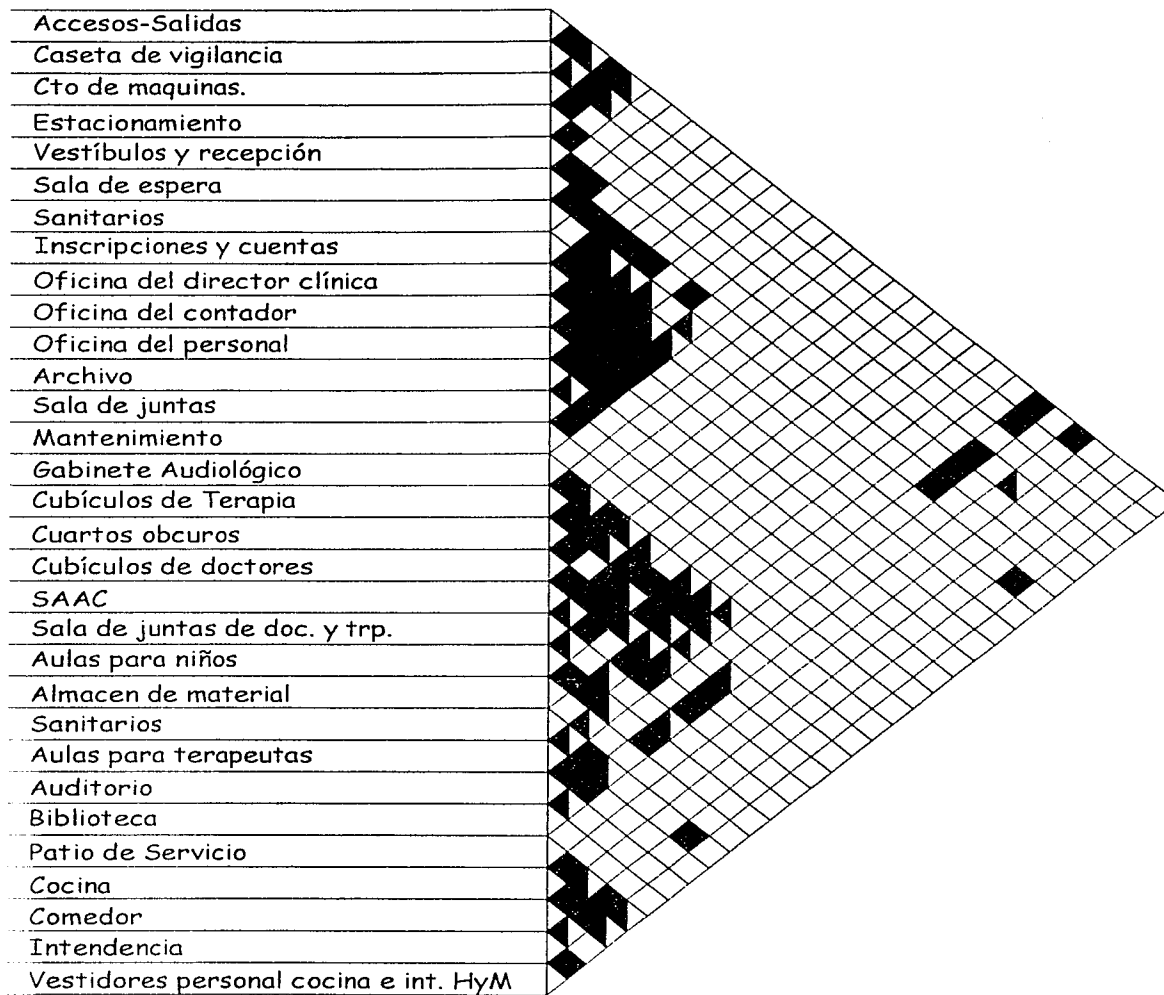 Accesos-Salidas
Caseta de vigilancia
Cto de maquinas.
Estacionamiento
Vestíbulos y recepción
Sala de espera
Sanitarios
Inscripciones y cuentas
Oficina del director clínica
Oficina del contador
Oficina del personal
Archivo
Sala de juntas
Mantenimiento
Gabinete Audiológico
Cubículos de Terapia
Cuartos obcuros
Cubículos de doctores
SAAC
Sala de juntas de doc. y trp.
Aulas para niños
Almacen de material
Sanitarios
Aulas para terapeutas
Auditorio
Biblioteca
Patio de Servicio
Cocina
Comedor
Intendencia
Vestidores personal cocina e int. HyM